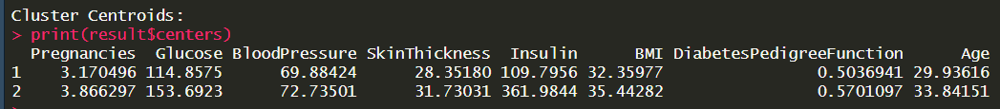 Cluster Centroids:
> print(result$centers)
Pregnancies Glucose BloodPressure SkinThickness Insulin BMI DiabetesPedigreeFunction Age
1 3.170496 114.8575 69.88424 28.35180 109.7956 32.35977 0.5036941 29.93616
2 3.866297 153.6923 72.73501 31.73031 361.9844 35.44282 0.5701097 33.84151